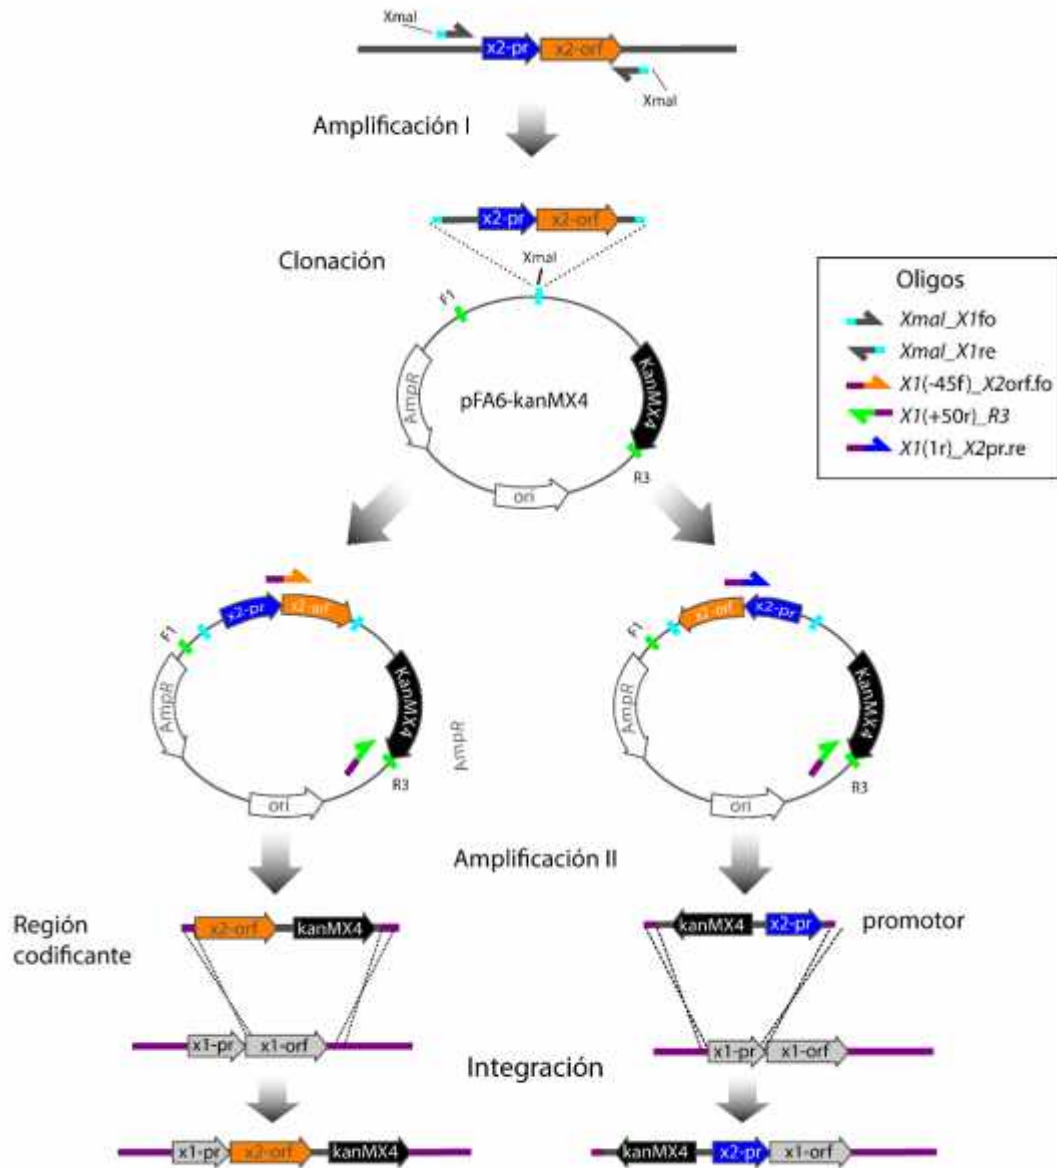 XmaI
x2-pr x2-orf
XmaI
Amplificación I
x2-pr x2-orf
Clonación
XmaI
F1
AmpR
pFA6-kanMX4
KanMX4
R3
ori
Oligos
XmaI_X1fo
XmaI_X1re
X1(-45f)_X2orf.fo
X1(+50r)_R3
X1(1r)_X2pr.re
x2-pr x2-orf
F1
AmpR
KanMX4
AmpR
R3
ori
x2-orf x2-pr
F1
AmpR
KanMX4
R3
ori
Amplificación II
Región
codificante
x2-orf kanMX4
kanMX4 x2-pr
promotor
x1-pr x1-orf
x1-pr x1-orf
Integración
x1-pr x2-orf kanMX4
kanMX4 x2-pr x1-orf